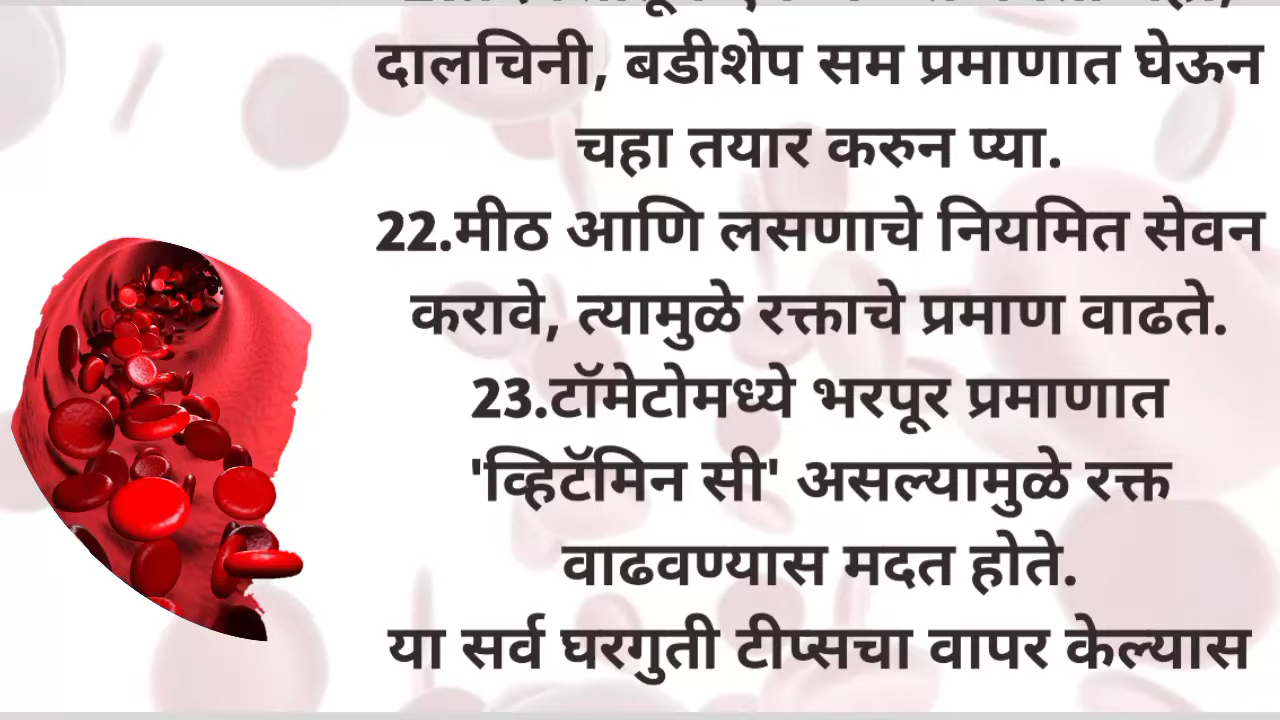 दालचिनी, बडीशेप सम प्रमाणात घेऊन
चहा तयार करुन प्या.
22.मीठ आणि लसणाचे नियमित सेवन
करावे, त्यामुळे रक्ताचे प्रमाण वाढते.
23.टॉमेटोमध्ये भरपूर प्रमाणात
'व्हिटॅमिन सी' असल्यामुळे रक्त
वाढवण्यास मदत होते.
या सर्व घरगुती टीप्सचा वापर केल्यास